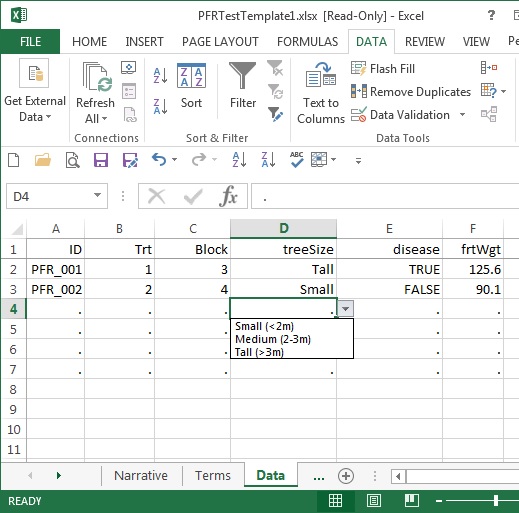 PFRTestTemplate1.xlsx [Read-Only] - Excel ?
FILE HOME INSERT PAGE LAYOUT FORMULAS DATA REVIEW VIEW Pe
Get External Data
Refresh All
Sort
Filter
Text to Columns
Flash Fill
Remove Duplicates
Data Validation
Connections Sort & Filter Data Tools
D4 fx .
A B C D E F
1 ID Trt Block treeSize disease frtWgt
2 PFR_001 1 3 Tall TRUE 125.6
3 PFR_002 2 4 Small FALSE 90.1
4 . . . . . .
Small (<2m)
Medium (2-3m)
Tall (>3m)
5 . . . . .
6 . . . . .
7 . . . . . .
8
9
10
11
Narrative Terms Data ...
READY